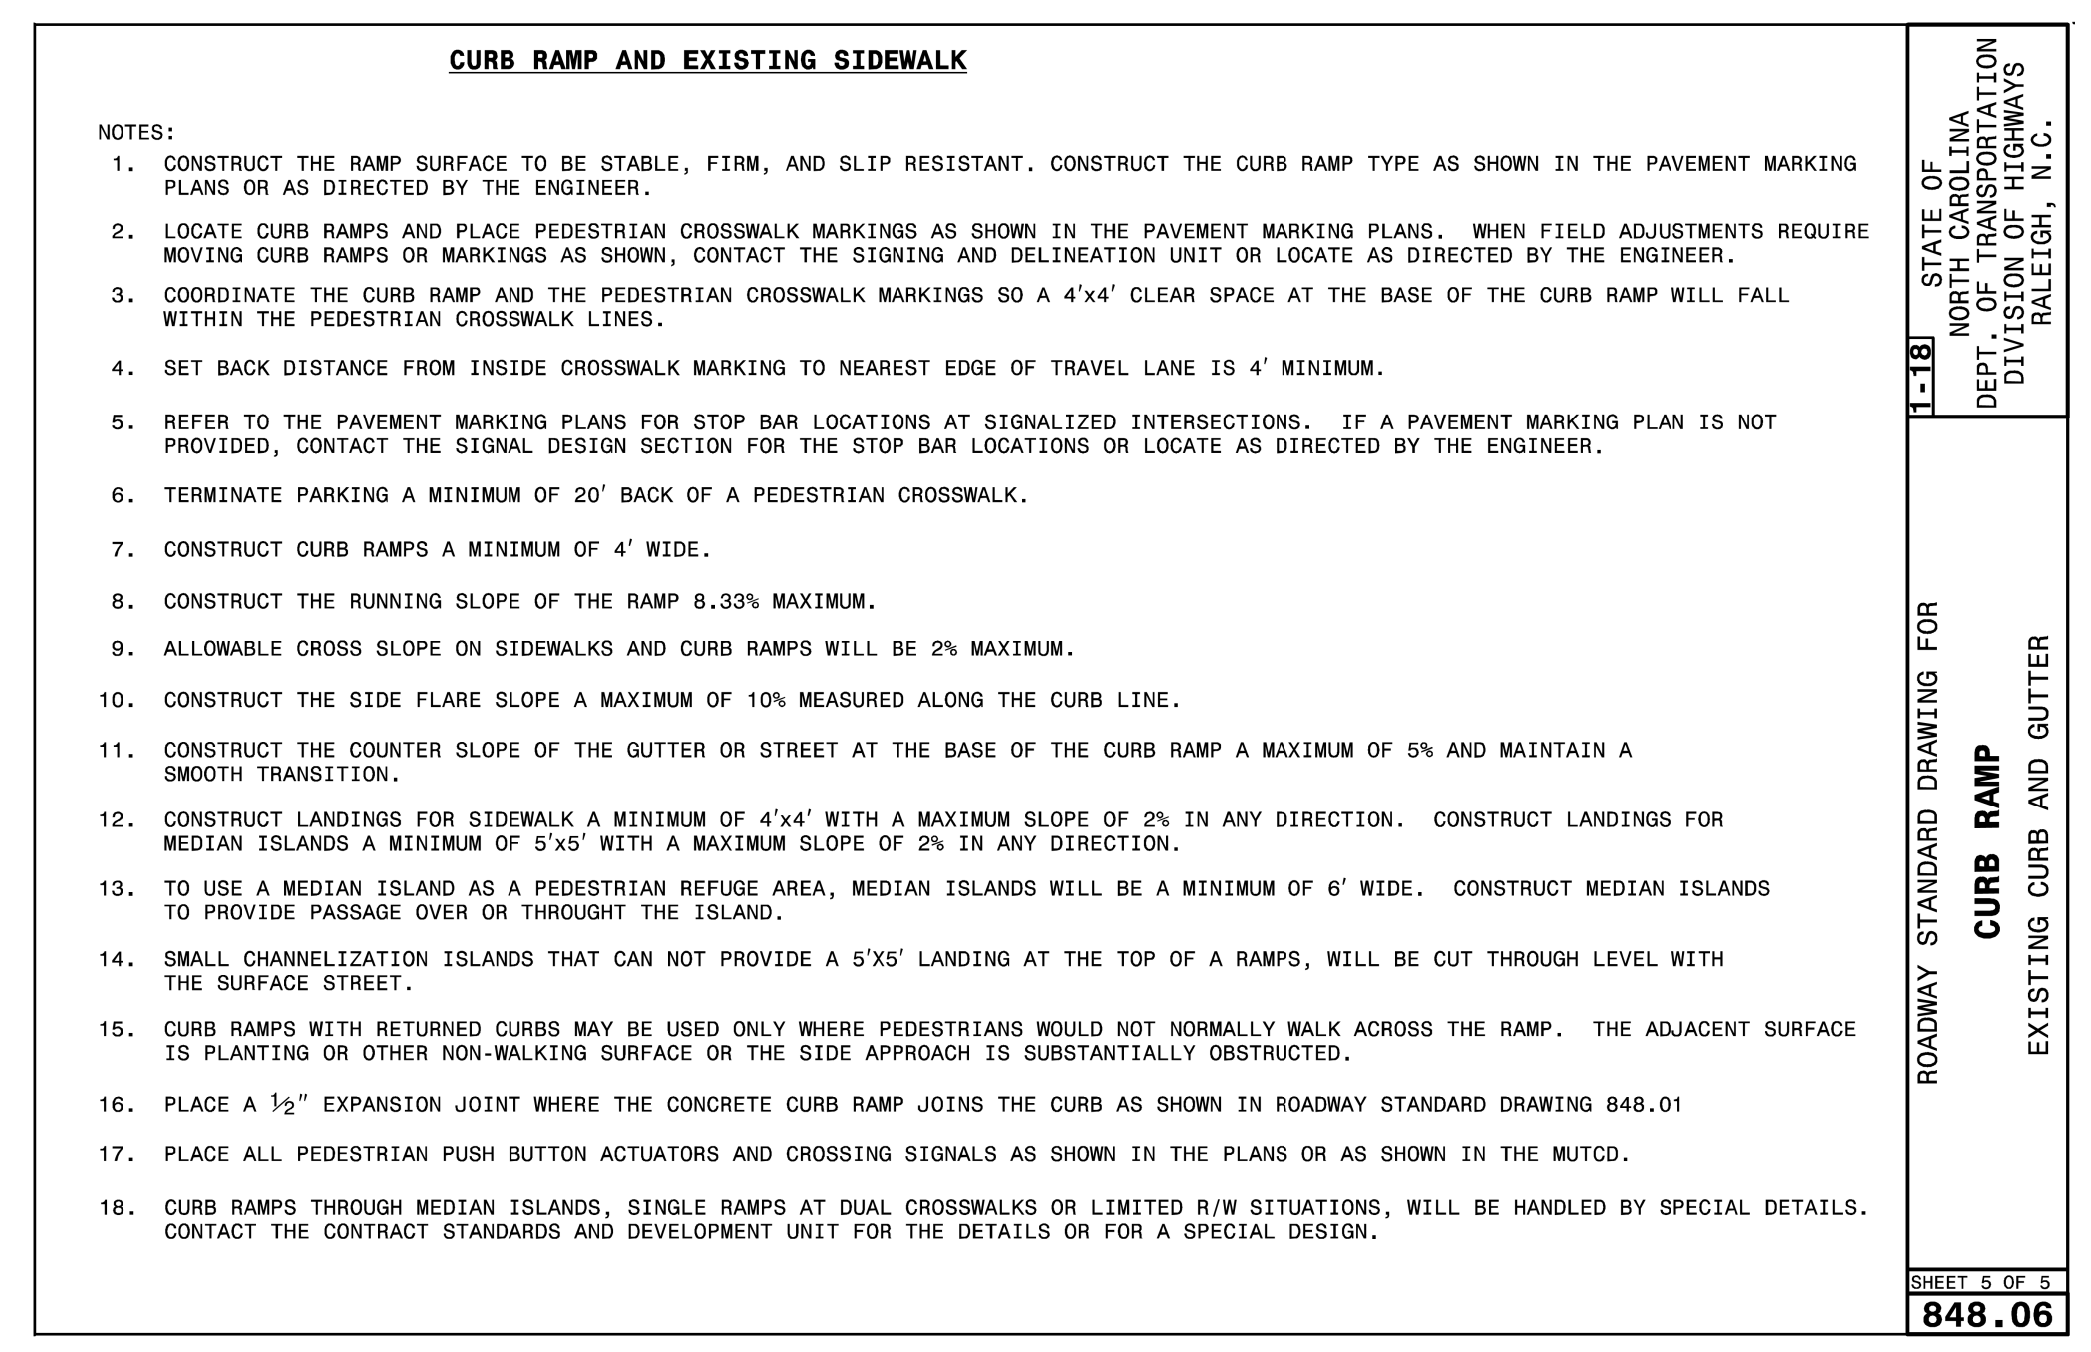 CURB RAMP AND EXISTING SIDEWALK
NOTES:
1. CONSTRUCT THE RAMP SURFACE TO BE STABLE, FIRM, AND SLIP RESISTANT. CONSTRUCT THE CURB RAMP TYPE AS SHOWN IN THE PAVEMENT MARKING
PLANS OR AS DIRECTED BY THE ENGINEER.
2. LOCATE CURB RAMPS AND PLACE PEDESTRIAN CROSSWALK MARKINGS AS SHOWN IN THE PAVEMENT MARKING PLANS. WHEN FIELD ADJUSTMENTS REQUIRE
MOVING CURB RAMPS OR MARKINGS AS SHOWN, CONTACT THE SIGNING AND DELINEATION UNIT OR LOCATE AS DIRECTED BY THE ENGINEER.
3. COORDINATE THE CURB RAMP AND THE PEDESTRIAN CROSSWALK MARKINGS SO A 4'x4' CLEAR SPACE AT THE BASE OF THE CURB RAMP WILL FALL
WITHIN THE PEDESTRIAN CROSSWALK LINES.
4. SET BACK DISTANCE FROM INSIDE CROSSWALK MARKING TO NEAREST EDGE OF TRAVEL LANE IS 4' MINIMUM.
5. REFER TO THE PAVEMENT MARKING PLANS FOR STOP BAR LOCATIONS AT SIGNALIZED INTERSECTIONS. IF A PAVEMENT MARKING PLAN IS NOT
PROVIDED, CONTACT THE SIGNAL DESIGN SECTION FOR THE STOP BAR LOCATIONS OR LOCATE AS DIRECTED BY THE ENGINEER.
6. TERMINATE PARKING A MINIMUM OF 20' BACK OF A PEDESTRIAN CROSSWALK.
7. CONSTRUCT CURB RAMPS A MINIMUM OF 4' WIDE.
8. CONSTRUCT THE RUNNING SLOPE OF THE RAMP 8.33% MAXIMUM.
9. ALLOWABLE CROSS SLOPE ON SIDEWALKS AND CURB RAMPS WILL BE 2% MAXIMUM.
10. CONSTRUCT THE SIDE FLARE SLOPE A MAXIMUM OF 10% MEASURED ALONG THE CURB LINE.
11. CONSTRUCT THE COUNTER SLOPE OF THE GUTTER OR STREET AT THE BASE OF THE CURB RAMP A MAXIMUM OF 5% AND MAINTAIN A
SMOOTH TRANSITION.
12. CONSTRUCT LANDINGS FOR SIDEWALK A MINIMUM OF 4'x4' WITH A MAXIMUM SLOPE OF 2% IN ANY DIRECTION. CONSTRUCT LANDINGS FOR
MEDIAN ISLANDS A MINIMUM OF 5'x5' WITH A MAXIMUM SLOPE OF 2% IN ANY DIRECTION.
13. TO USE A MEDIAN ISLAND AS A PEDESTRIAN REFUGE AREA, MEDIAN ISLANDS WILL BE A MINIMUM OF 6' WIDE. CONSTRUCT MEDIAN ISLANDS
TO PROVIDE PASSAGE OVER OR THROUGHT THE ISLAND.
14. SMALL CHANNELIZATION ISLANDS THAT CAN NOT PROVIDE A 5'X5' LANDING AT THE TOP OF A RAMPS, WILL BE CUT THROUGH LEVEL WITH
THE SURFACE STREET.
15. CURB RAMPS WITH RETURNED CURBS MAY BE USED ONLY WHERE PEDESTRIANS WOULD NOT NORMALLY WALK ACROSS THE RAMP. THE ADJACENT SURFACE
IS PLANTING OR OTHER NON-WALKING SURFACE OR THE SIDE APPROACH IS SUBSTANTIALLY OBSTRUCTED.
16. PLACE A ½" EXPANSION JOINT WHERE THE CONCRETE CURB RAMP JOINS THE CURB AS SHOWN IN ROADWAY STANDARD DRAWING 848.01
17. PLACE ALL PEDESTRIAN PUSH BUTTON ACTUATORS AND CROSSING SIGNALS AS SHOWN IN THE PLANS OR AS SHOWN IN THE MUTCD.
18. CURB RAMPS THROUGH MEDIAN ISLANDS, SINGLE RAMPS AT DUAL CROSSWALKS OR LIMITED R/W SITUATIONS, WILL BE HANDLED BY SPECIAL DETAILS.
CONTACT THE CONTRACT STANDARDS AND DEVELOPMENT UNIT FOR THE DETAILS OR FOR A SPECIAL DESIGN.
1-18
STATE OF
NORTH CAROLINA
DEPT. OF TRANSPORTATION
DIVISION OF HIGHWAYS
RALEIGH, N.C.
ROADWAY STANDARD DRAWING FOR
CURB RAMP
EXISTING CURB AND GUTTER
SHEET 5 OF 5
848.06